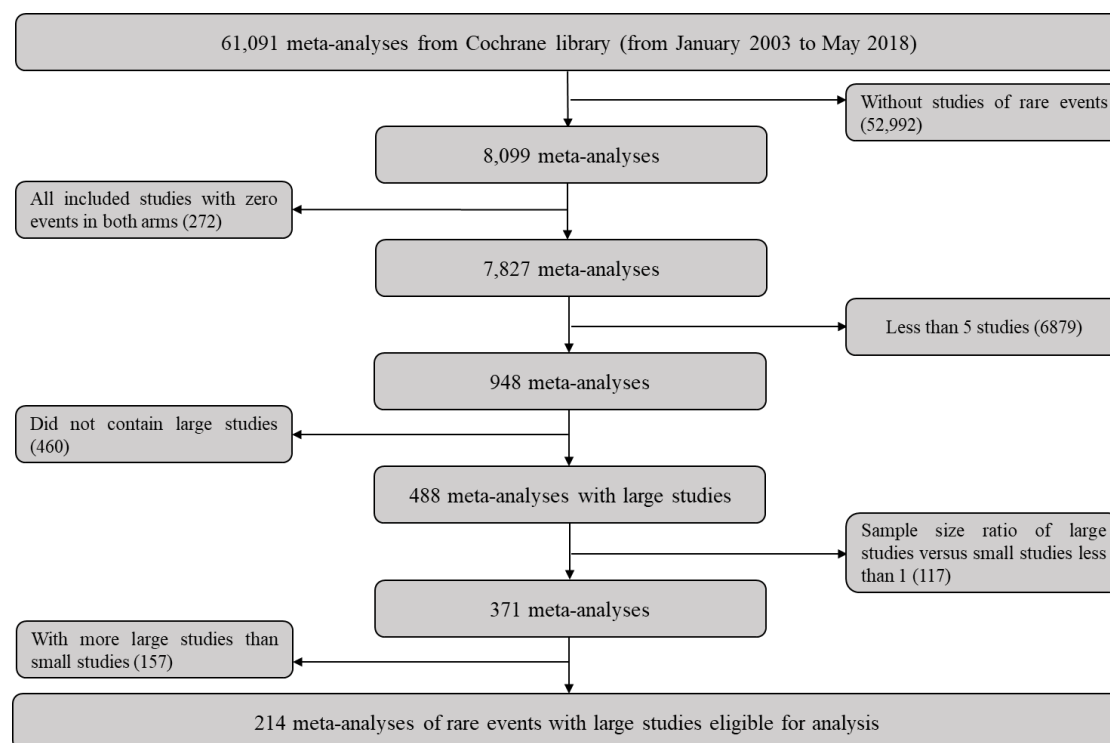 61,091 meta-analyses from Cochrane library (from January 2003 to May 2018)
Without studies of rare events
(52,992)
8,099 meta-analyses
All included studies with zero
events in both arms (272)
7,827 meta-analyses
Less than 5 studies (6879)
948 meta-analyses
Did not contain large studies
(460)
488 meta-analyses with large studies
Sample size ratio of large
studies versus small studies less
than 1 (117)
371 meta-analyses
With more large studies than
small studies (157)
214 meta-analyses of rare events with large studies eligible for analysis